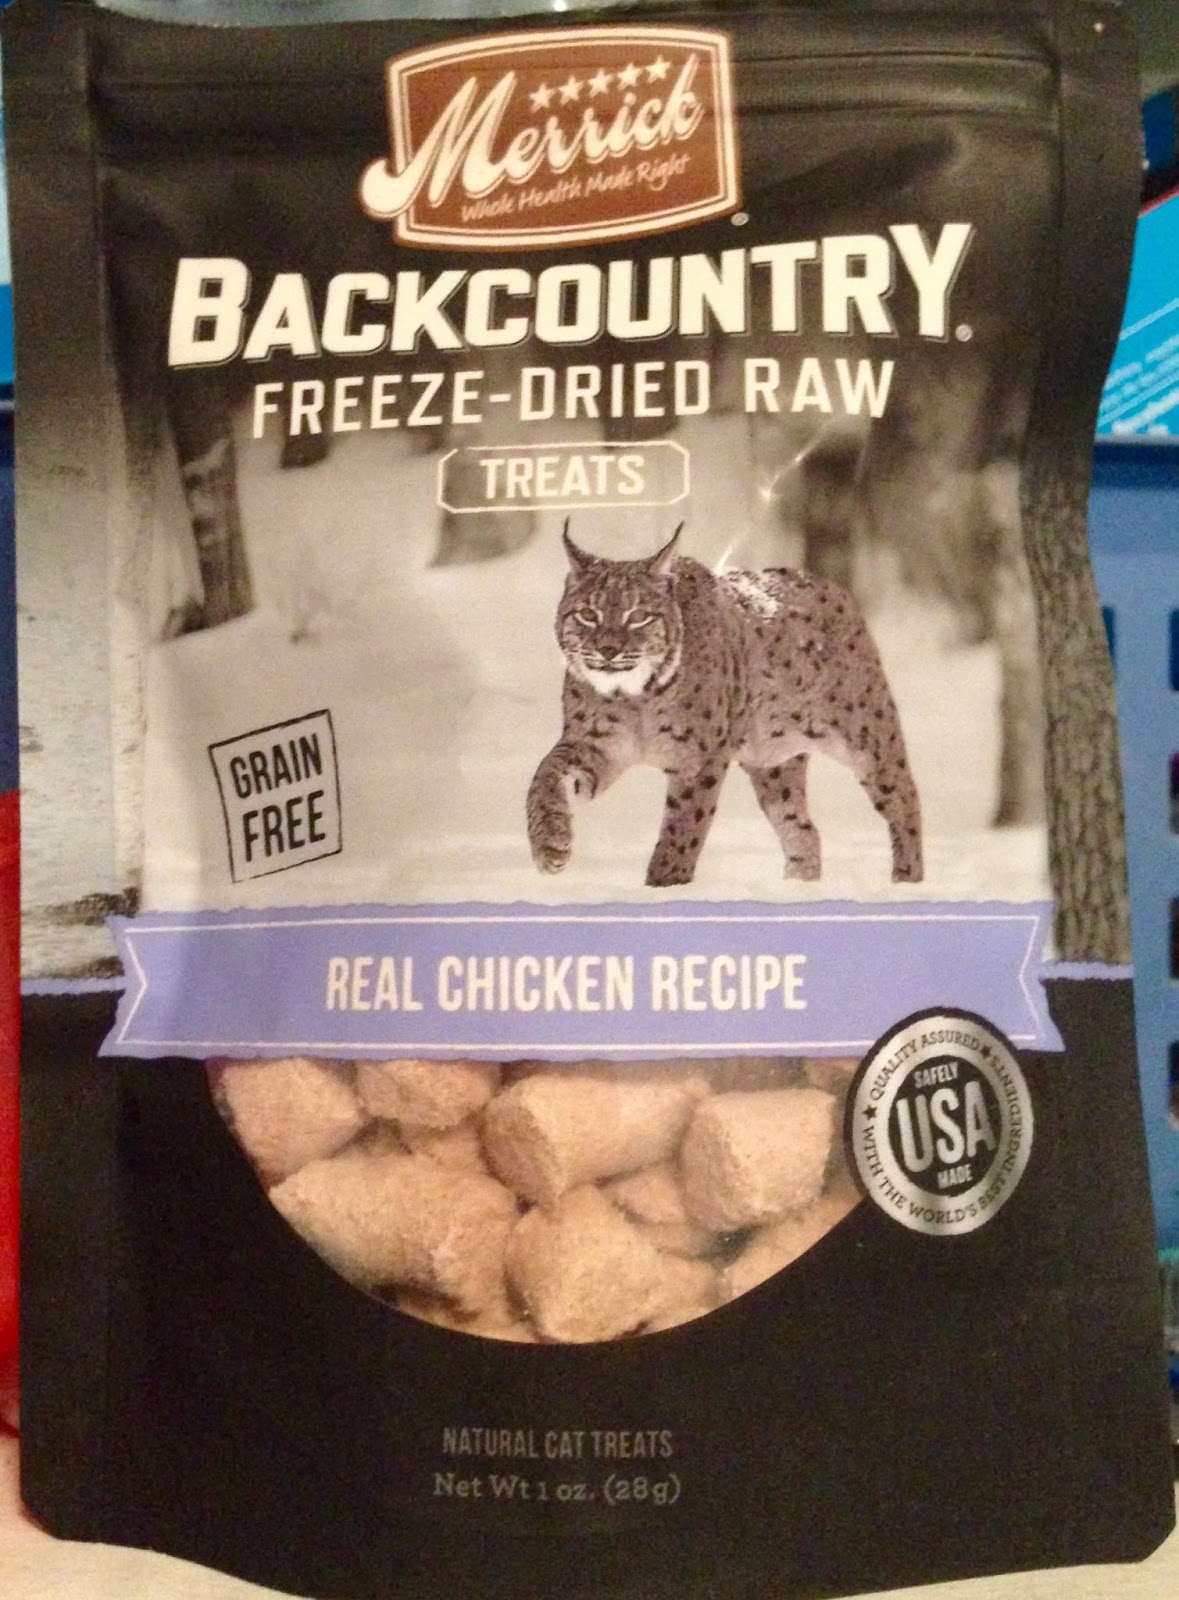 ★★★★★
Merrick
Whole Health Made Right
®
BACKCOUNTRY®
FREEZE-DRIED RAW
TREATS
GRAIN
FREE
REAL CHICKEN RECIPE
QUALITY ASSURED ★
SAFELY
USA
MADE
★ WITH THE WORLD'S BEST INGREDIENTS
NATURAL CAT TREATS
Net Wt 1 oz. (28g)